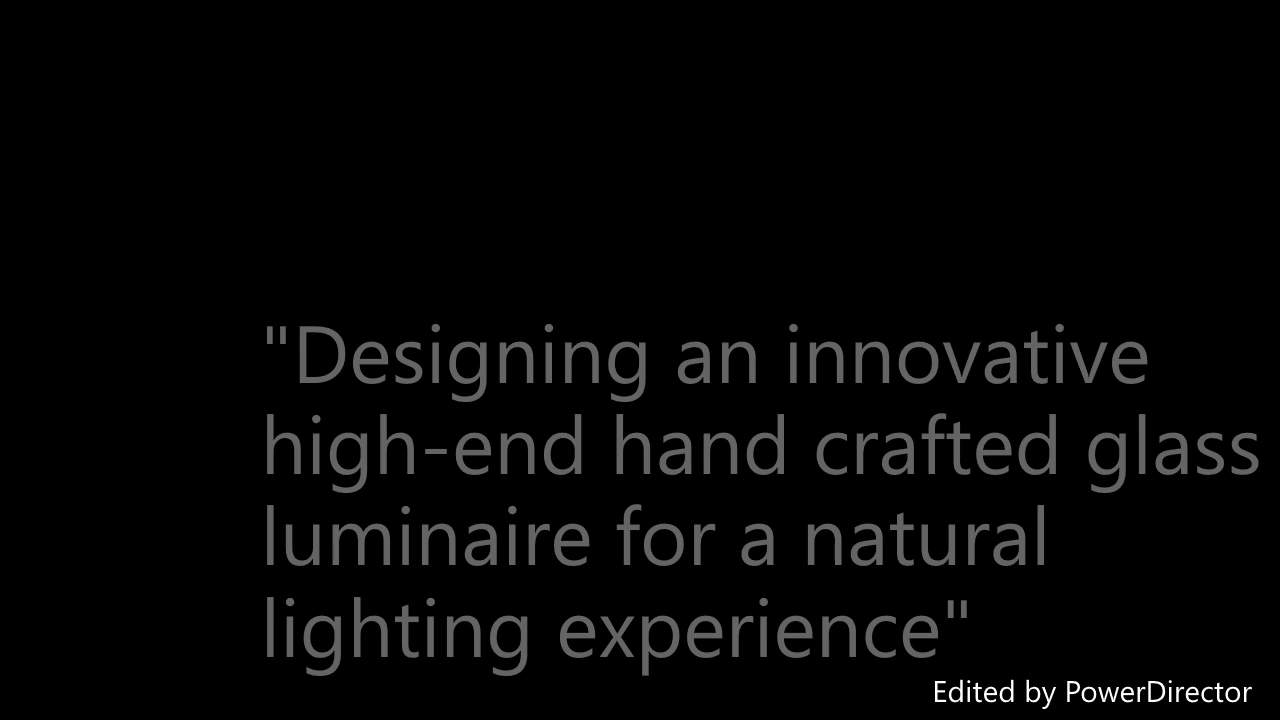 "Designing an innovative
high-end hand crafted glass
luminaire for a natural
lighting experience"
Edited by PowerDirector